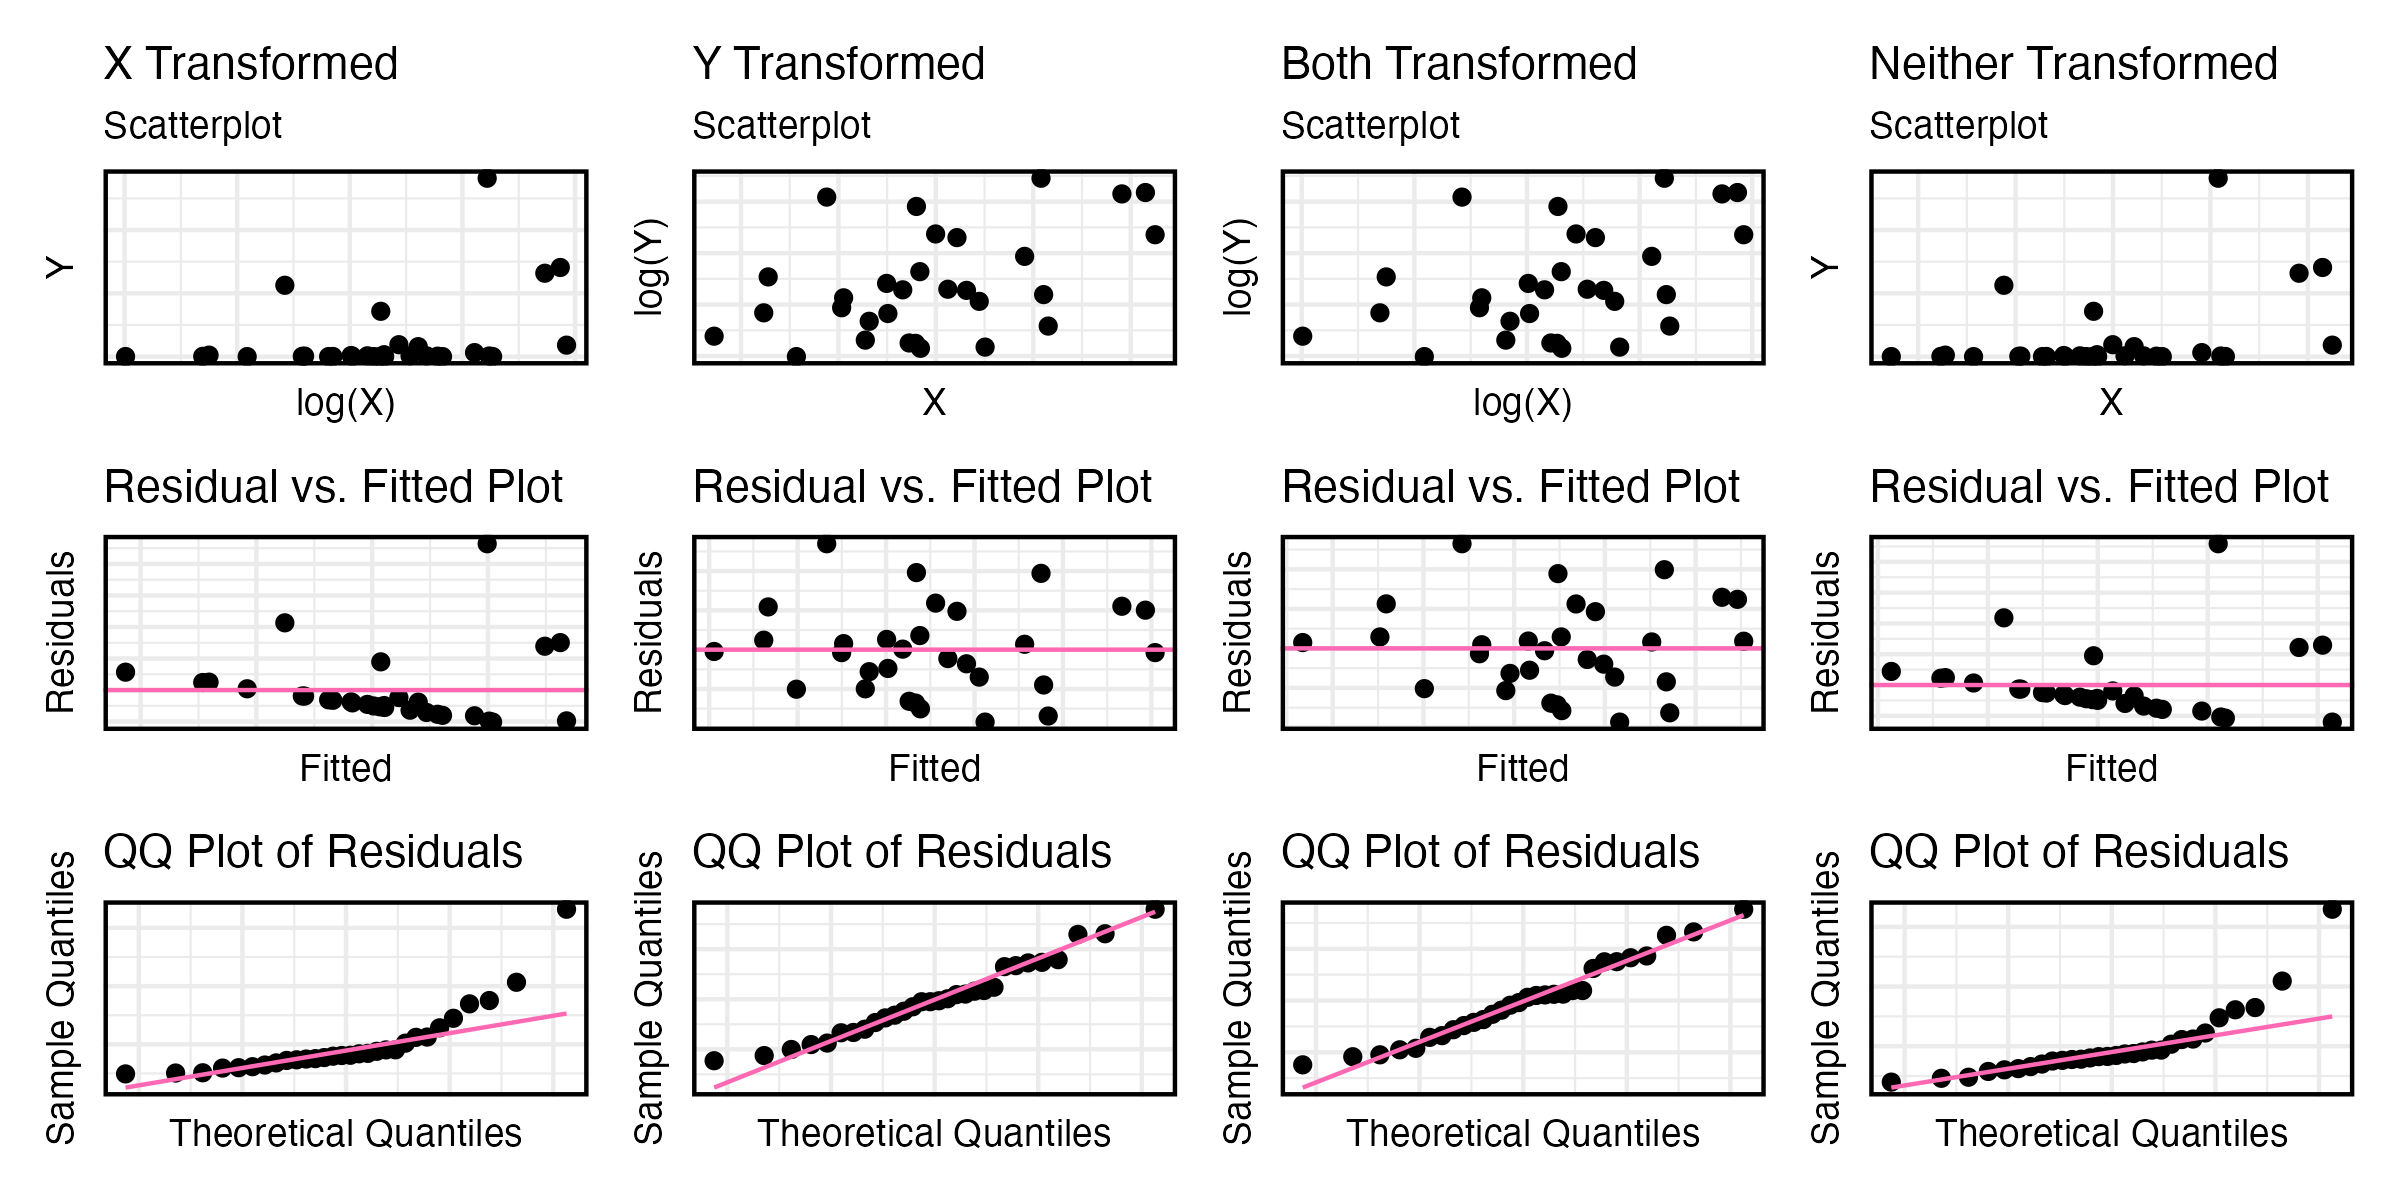 X Transformed
Y Transformed
Both Transformed
Neither Transformed
Scatterplot
Scatterplot
Scatterplot
Scatterplot
Y
log(Y)
log(Y)
Y
log(X)
X
log(X)
X
Residual vs. Fitted Plot
Residual vs. Fitted Plot
Residual vs. Fitted Plot
Residual vs. Fitted Plot
Residuals
Residuals
Residuals
Residuals
Fitted
Fitted
Fitted
Fitted
QQ Plot of Residuals
QQ Plot of Residuals
QQ Plot of Residuals
QQ Plot of Residuals
Sample Quantiles
Sample Quantiles
Sample Quantiles
Sample Quantiles
Theoretical Quantiles
Theoretical Quantiles
Theoretical Quantiles
Theoretical Quantiles